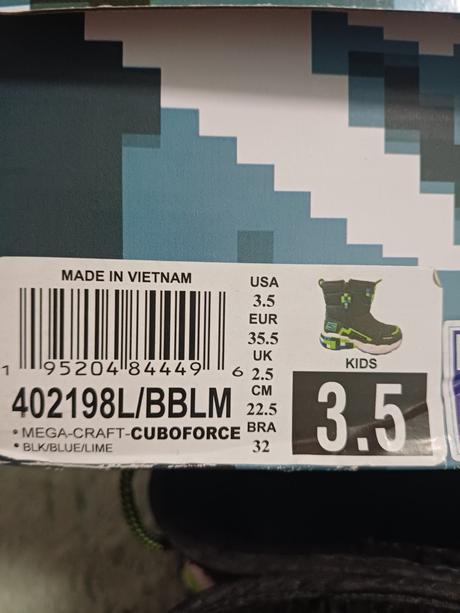 MADE IN VIETNAM
1 95204 84449 6
402198L/BBLM
• MEGA-CRAFT-CUBOFORCE
• BLK/BLUE/LIME
USA
3.5
EUR
35.5
UK
2.5
CM
22.5
BRA
32
KIDS
3.5